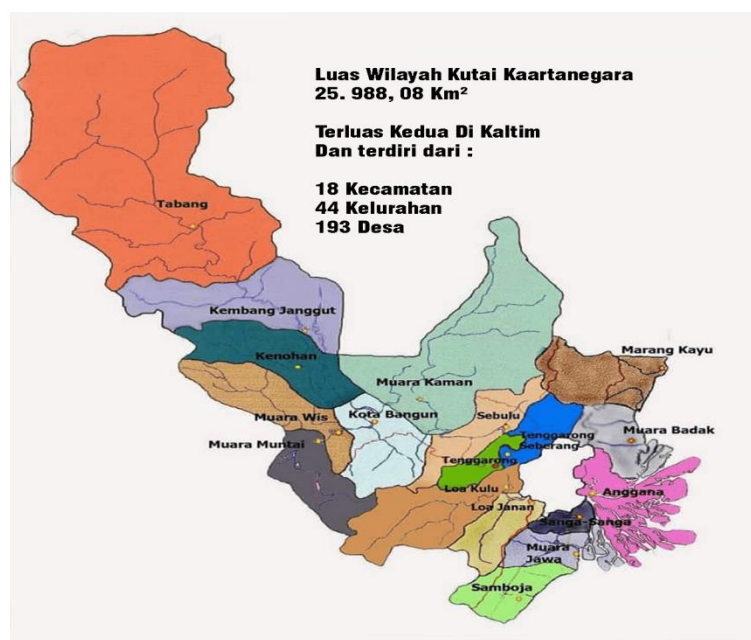 Luas Wilayah Kutai Kaartanegara
25. 988, 08 Km²
Terluas Kedua Di Kaltim
Dan terdiri dari :
18 Kecamatan
44 Kelurahan
193 Desa
Tabang
Kembang Janggut
Kenohan
Marang Kayu
Muara Kaman
Muara Wis
Kota Bangun
Sebulu
Muara Muntai
Tenggarong
Seberang
Muara Badak
Tenggarong
Loa Kulu
Anggana
Loa Janan
Sanga-Sanga
Muara
Jawa
Samboja